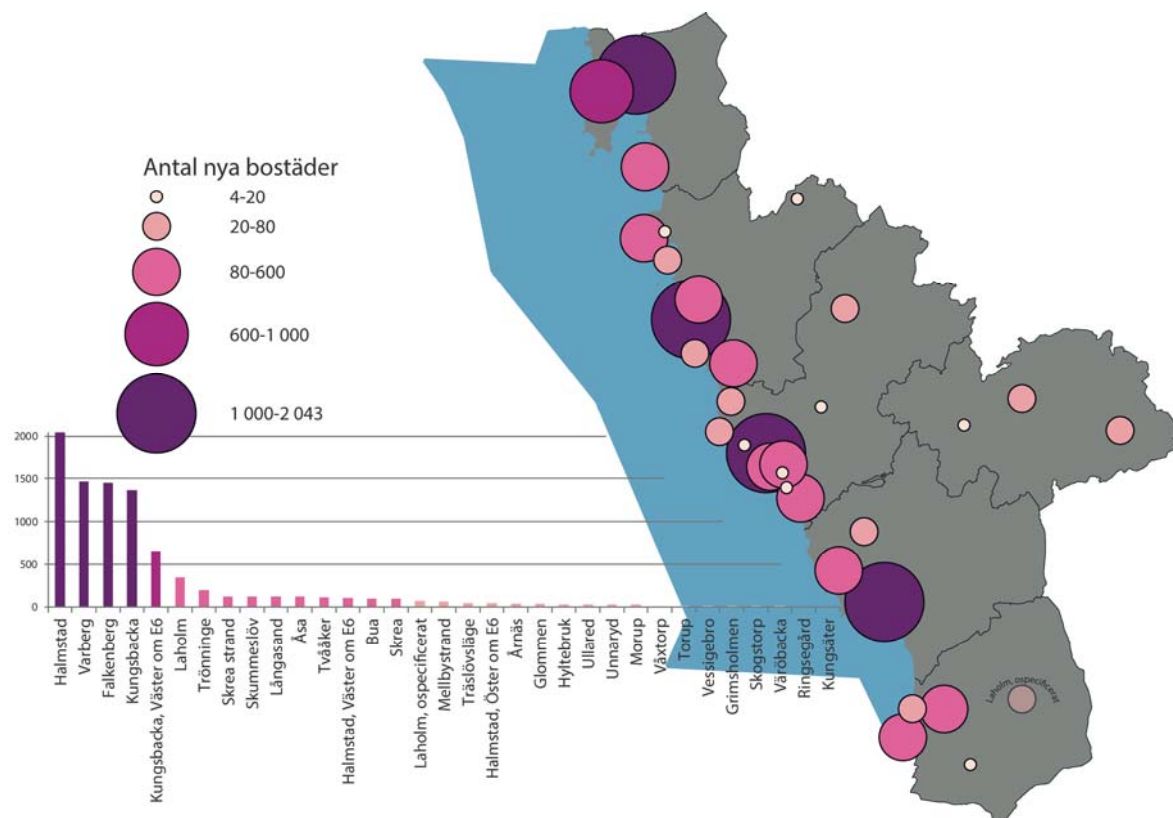 Antal nya bostäder
4-20
20-80
80-600
600-1 000
1 000-2 043
2000
1500
1000
500
0
Halmstad
Varberg
Falkenberg
Kungsbacka
Kungsbacka, Väster om E6
Laholm
Trönninge
Skrea strand
Skummeslöv
Långasand
Åsa
Tvååker
Halmstad, Väster om E6
Bua
Skrea
Laholm, ospecificerat
Mellbystrand
Träslövsläge
Halmstad, Öster om E6
Årnäs
Glommen
Hyltebruk
Ullared
Unnaryd
Morup
Våxtorp
Torup
Vessigebro
Grimsholmen
Skogstorp
Väröbacka
Ringsegård
Kungsäter
Laholm, ospecificerat